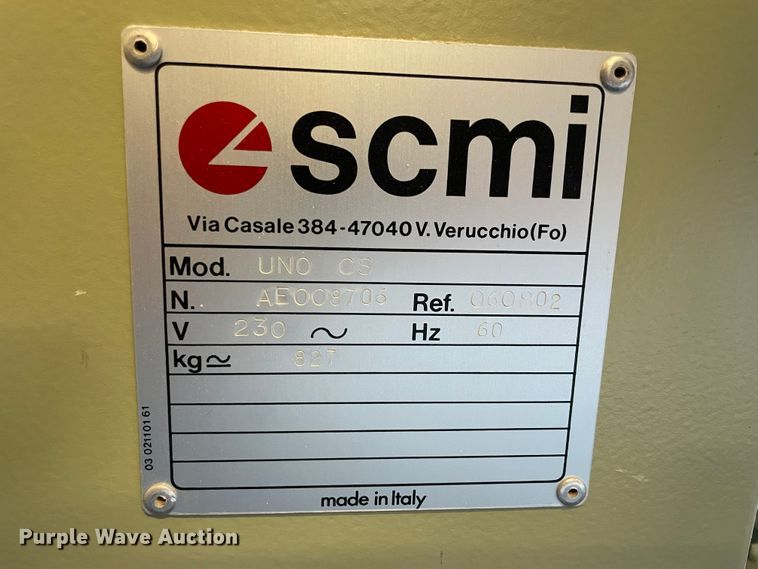 scmi
Via Casale 384-47040 V. Verucchio (Fo)
Mod. UNO CS
N. AE008706 Ref. 060802
V 230 ~ Hz 60
kg≃ 827
03 021101 61
made in Italy
Purple Wave Auction